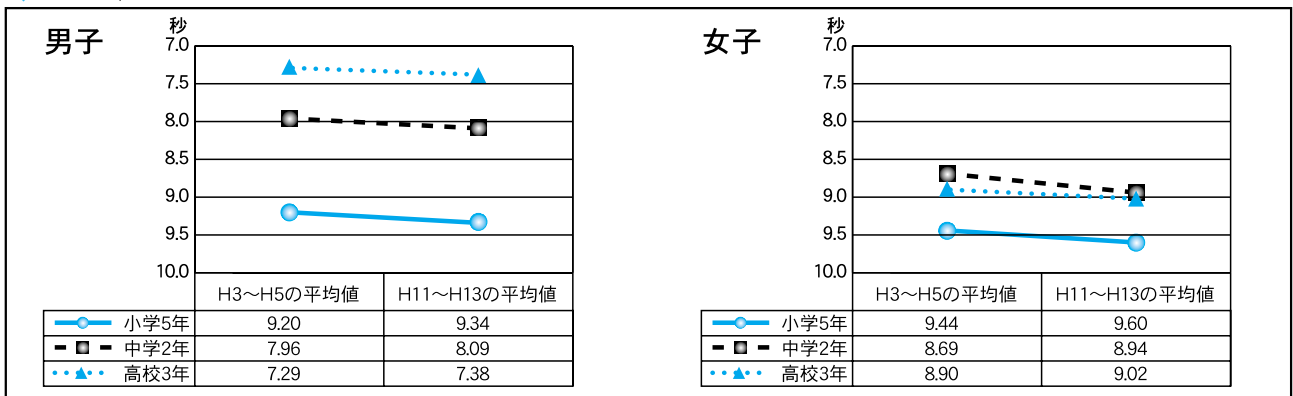 男子
秒
7.0
7.5
8.0
8.5
9.0
9.5
10.0
H3～H5の平均値 H11～H13の平均値
小学5年 9.20 9.34
中学2年 7.96 8.09
高校3年 7.29 7.38
女子
秒
7.0
7.5
8.0
8.5
9.0
9.5
10.0
H3～H5の平均値 H11～H13の平均値
小学5年 9.44 9.60
中学2年 8.69 8.94
高校3年 8.90 9.02